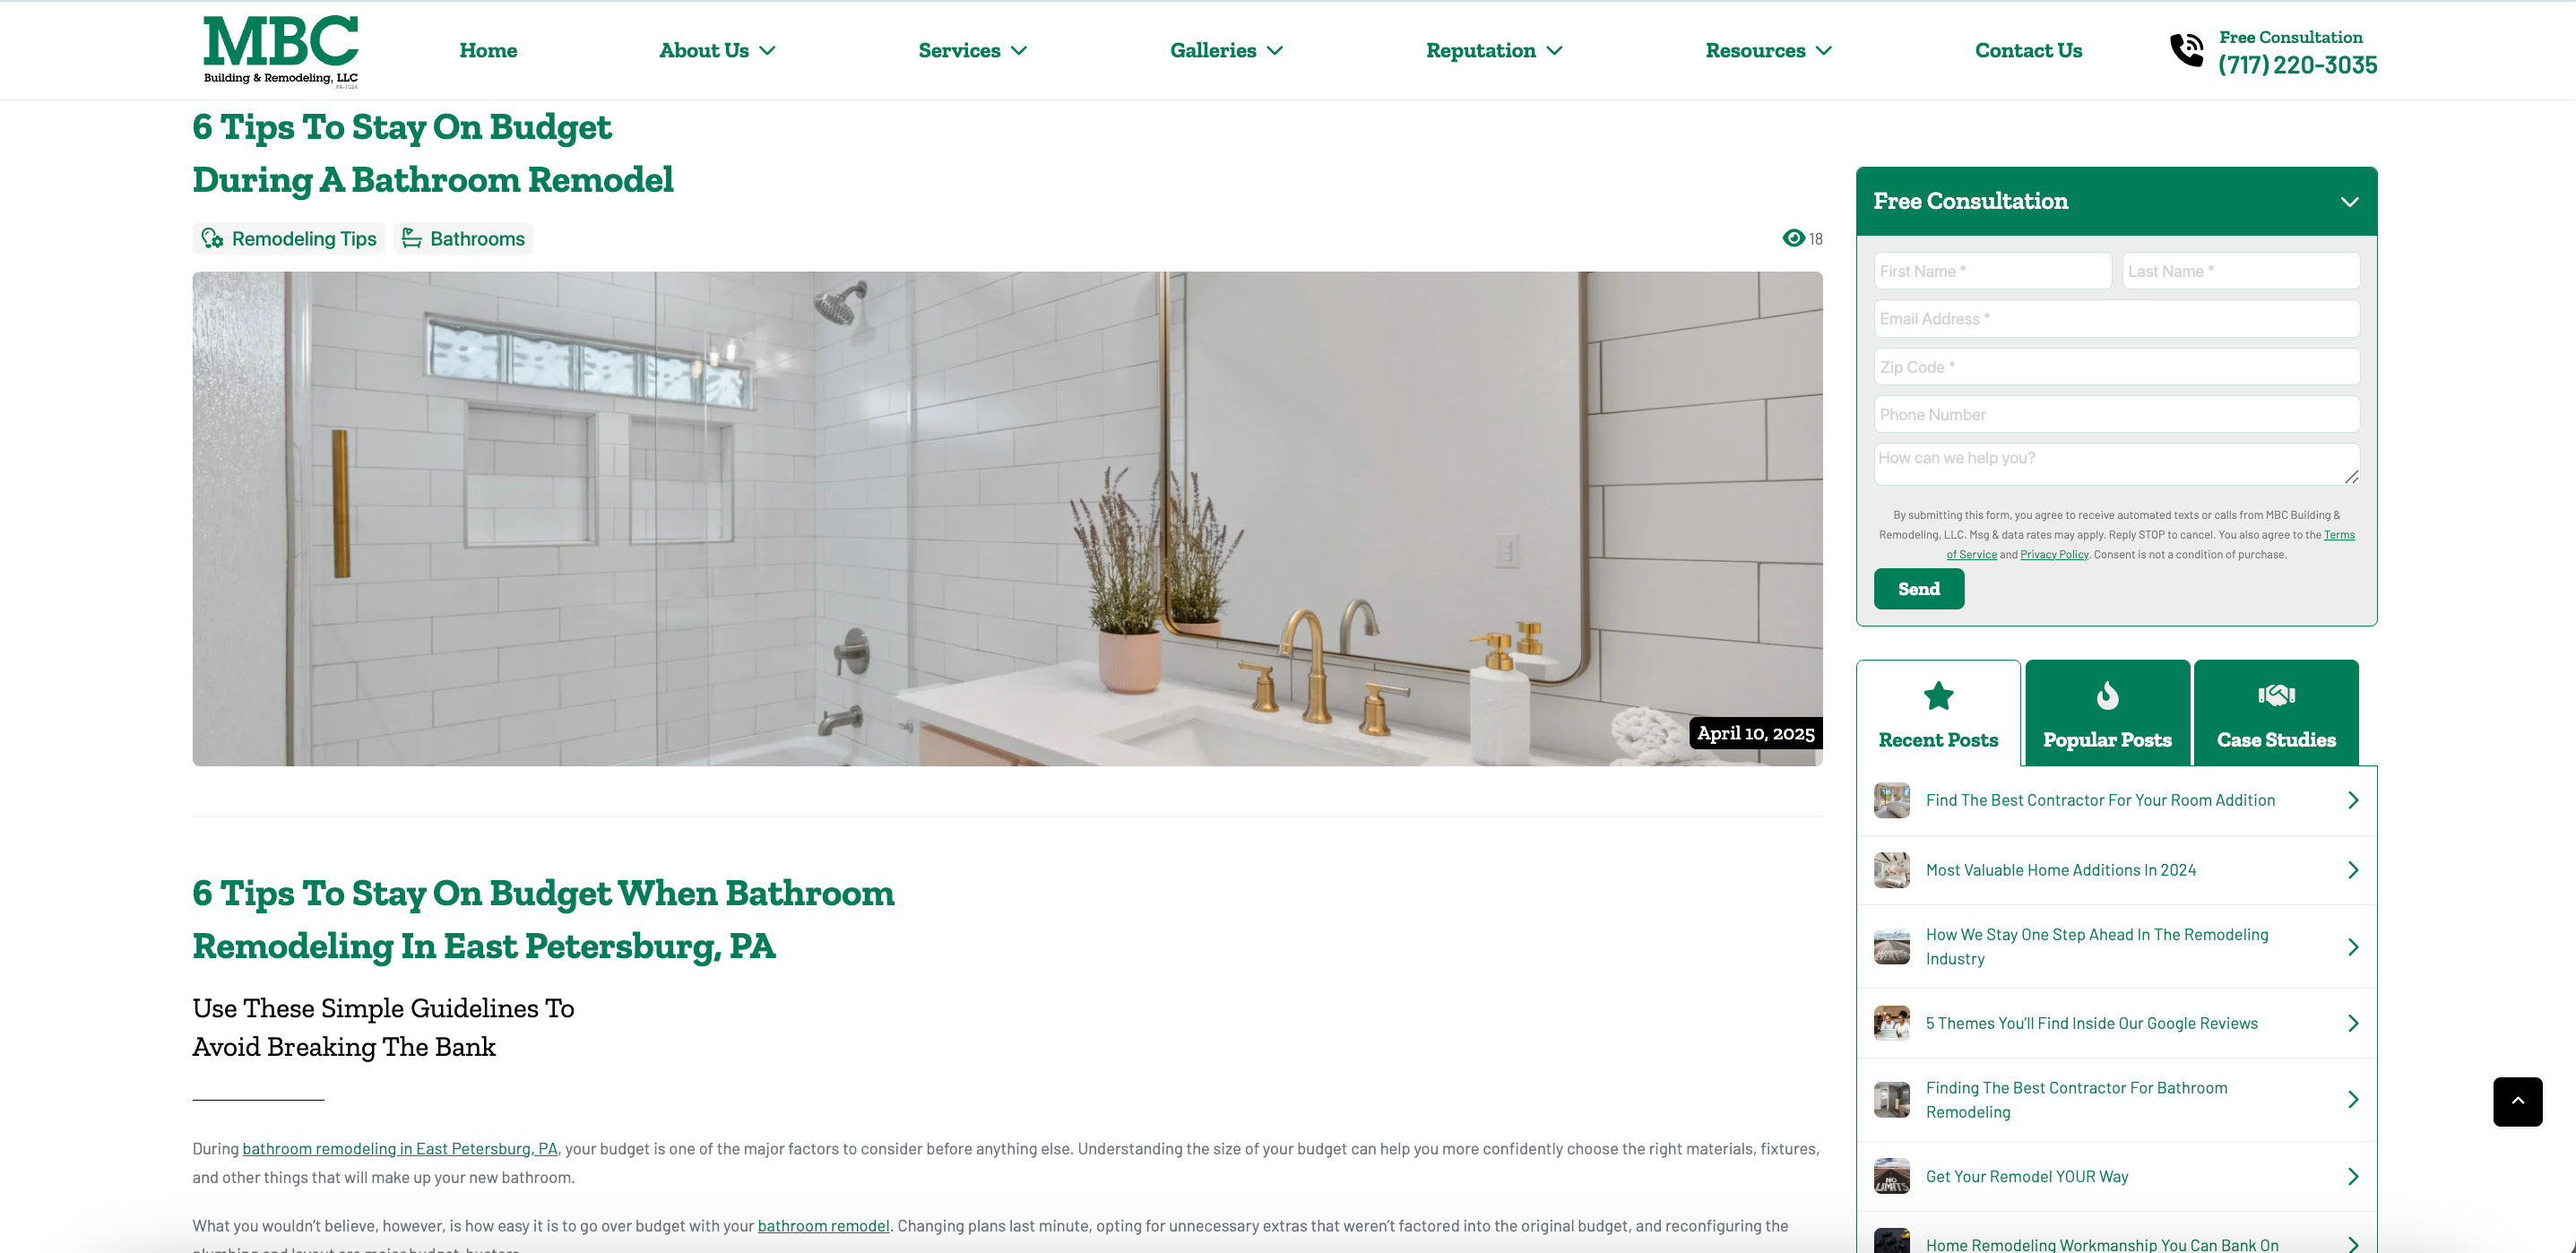 MBC
Building & Remodeling, LLC
PA-1024
Home
About Us
Services
Galleries
Reputation
Resources
Contact Us
Free Consultation
(717) 220-3035
6 Tips To Stay On Budget
During A Bathroom Remodel
Remodeling Tips
Bathrooms
18
April 10, 2025
6 Tips To Stay On Budget When Bathroom
Remodeling In East Petersburg, PA
Use These Simple Guidelines To
Avoid Breaking The Bank
During bathroom remodeling in East Petersburg, PA, your budget is one of the major factors to consider before anything else. Understanding the size of your budget can help you more confidently choose the right materials, fixtures,
and other things that will make up your new bathroom.
What you wouldn't believe, however, is how easy it is to go over budget with your bathroom remodel. Changing plans last minute, opting for unnecessary extras that weren't factored into the original budget, and reconfiguring the
plumbing and layout are major budget-busters.
Free Consultation
First Name *
Last Name *
Email Address *
Zip Code *
Phone Number
How can we help you?
By submitting this form, you agree to receive automated texts or calls from MBC Building &
Remodeling, LLC. Msg & data rates may apply. Reply STOP to cancel. You also agree to the Terms
of Service and Privacy Policy. Consent is not a condition of purchase.
Send
Recent Posts
Popular Posts
Case Studies
Find The Best Contractor For Your Room Addition
Most Valuable Home Additions In 2024
How We Stay One Step Ahead In The Remodeling
Industry
5 Themes You'll Find Inside Our Google Reviews
Finding The Best Contractor For Bathroom
Remodeling
NO
LIMITS
Get Your Remodel YOUR Way
Home Remodeling Workmanship You Can Bank On